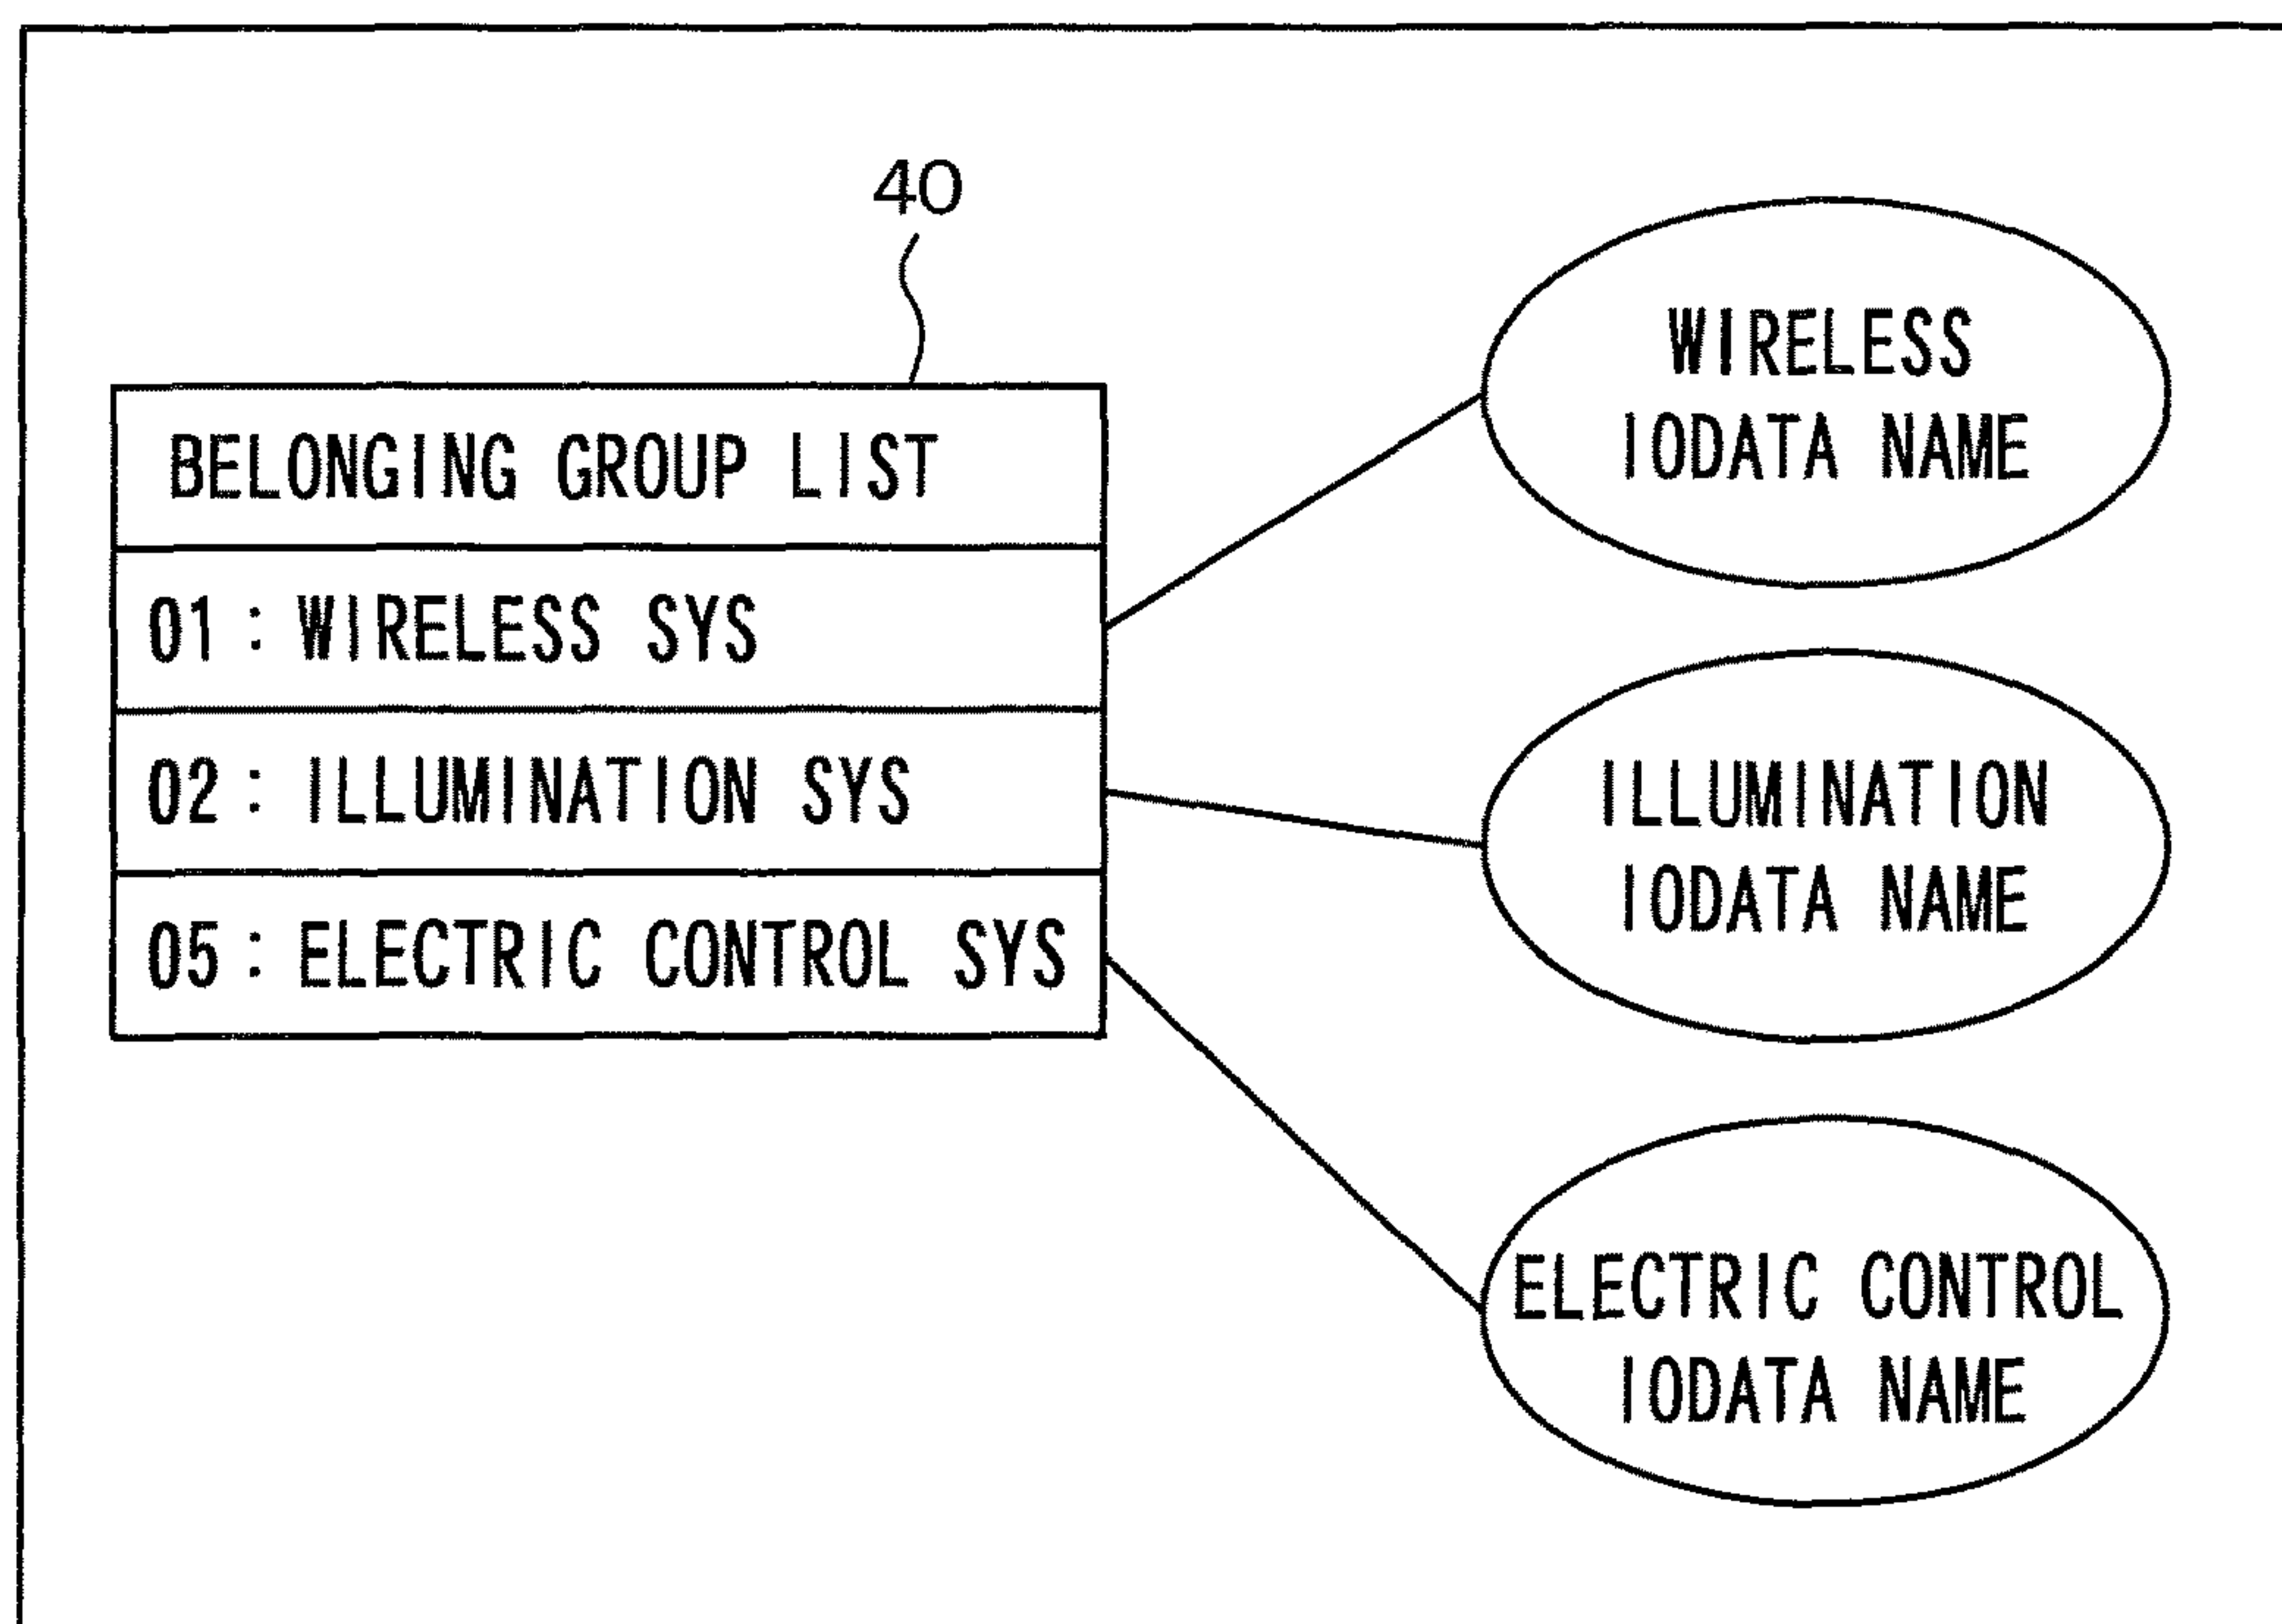 40
BELONGING GROUP LIST
01 : WIRELESS SYS
02 : ILLUMINATION SYS
05 : ELECTRIC CONTROL SYS
WIRELESS
IODATA NAME
ILLUMINATION
IODATA NAME
ELECTRIC CONTROL
IODATA NAME